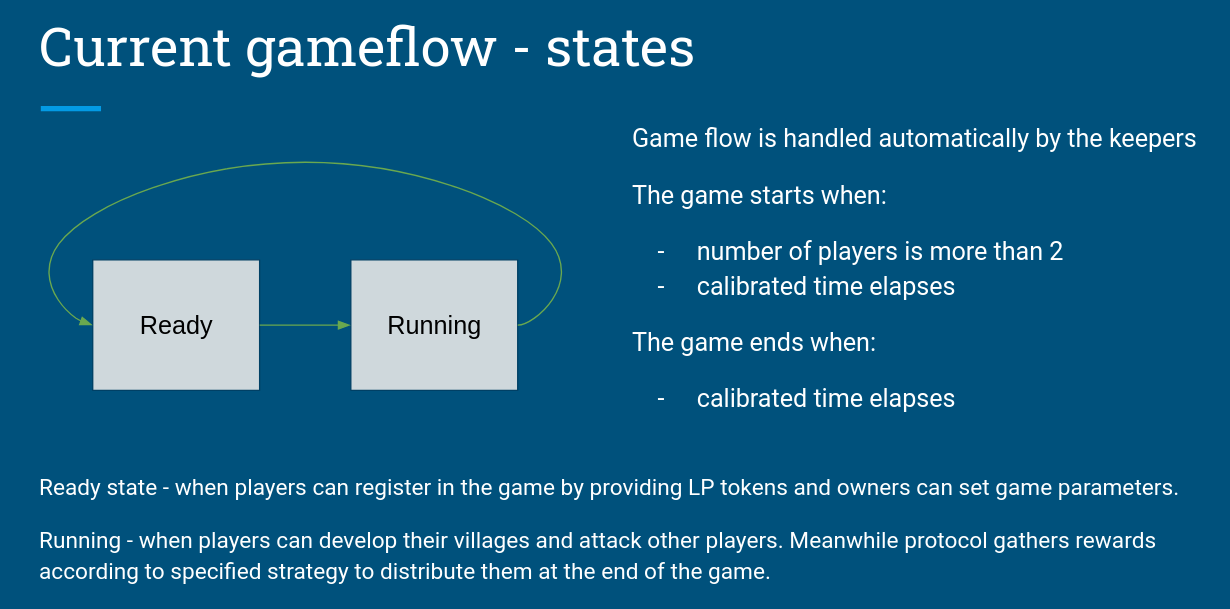 Current gameflow - states
Game flow is handled automatically by the keepers
The game starts when:
- number of players is more than 2
- calibrated time elapses
The game ends when:
- calibrated time elapses
Ready
Running
Ready state - when players can register in the game by providing LP tokens and owners can set game parameters.
Running - when players can develop their villages and attack other players. Meanwhile protocol gathers rewards
according to specified strategy to distribute them at the end of the game.